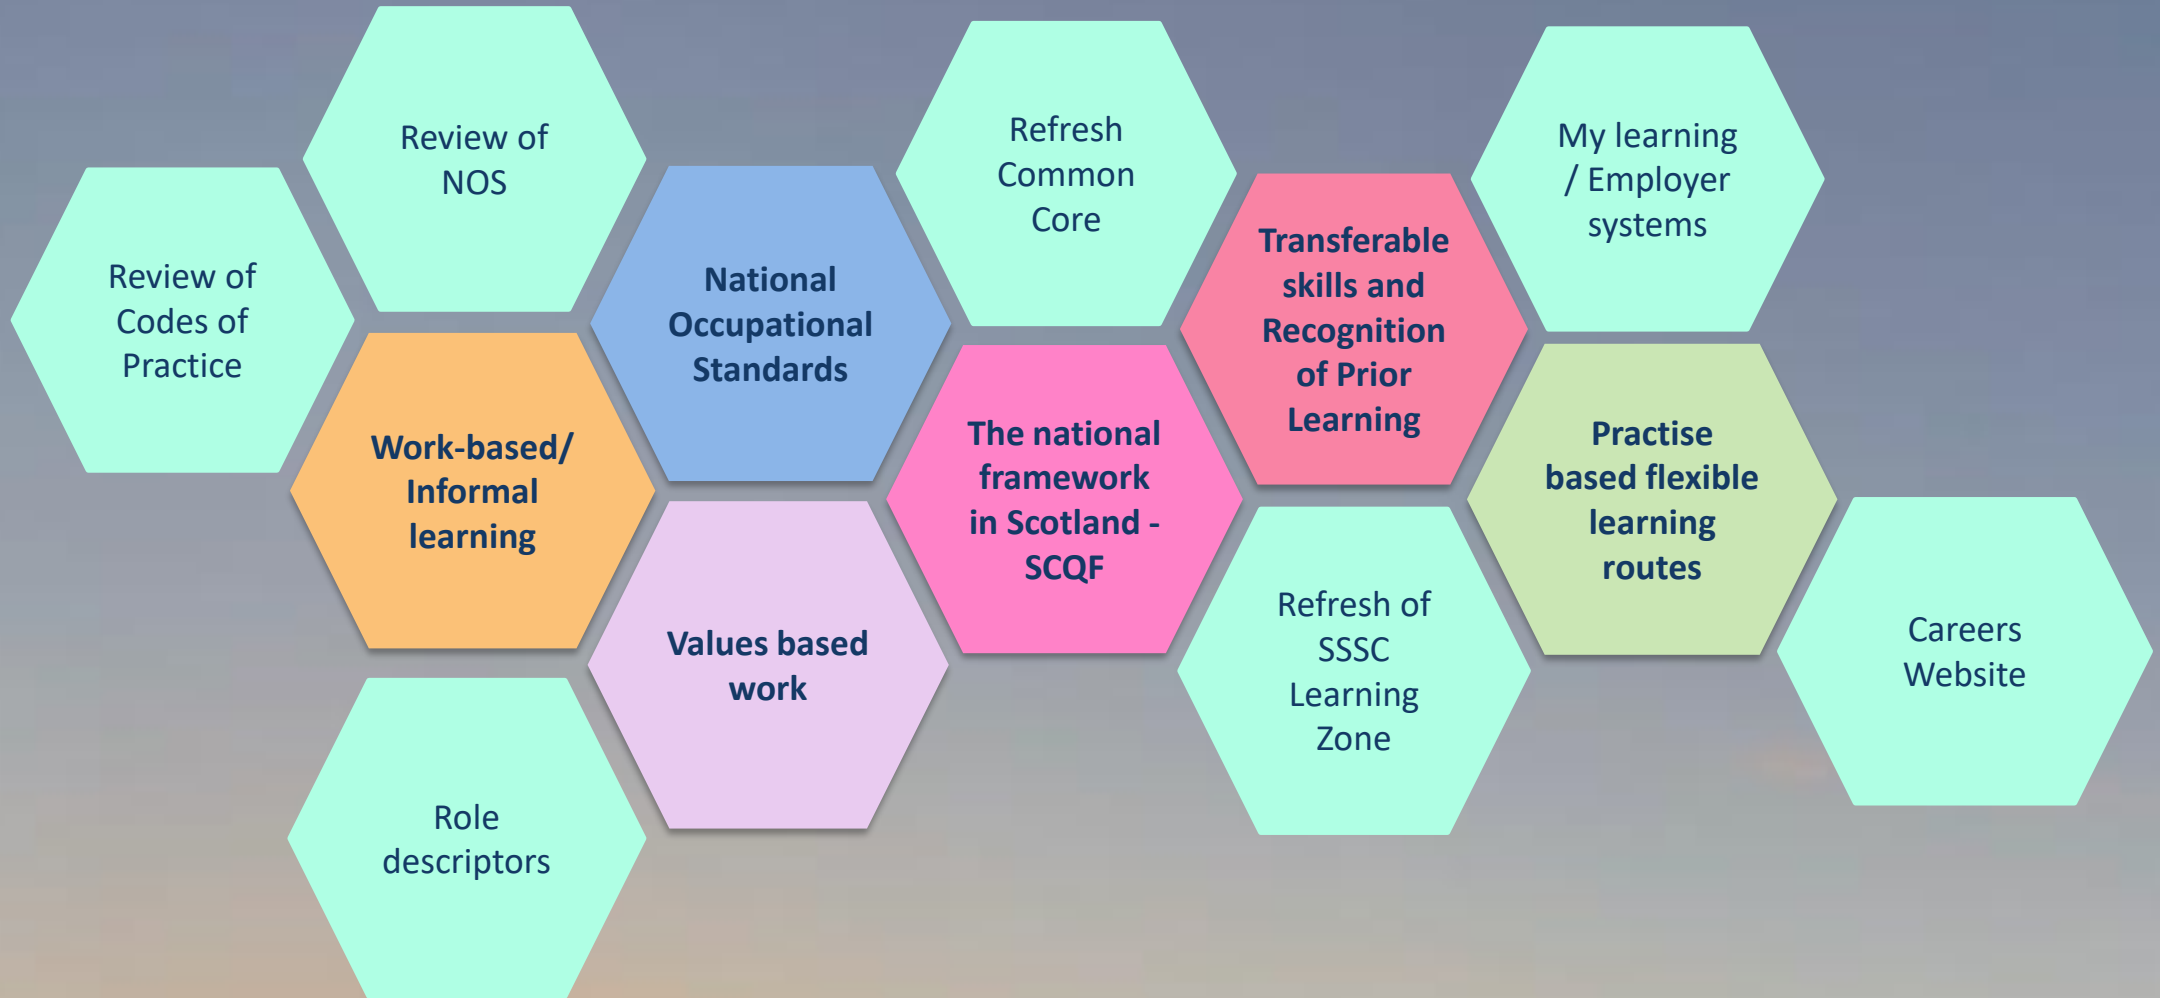 Review of
NOS
Refresh
Common
Core
My learning
/ Employer
systems
Review of
Codes of
Practice
National
Occupational
Standards
Transferable
skills and
Recognition
of Prior
Learning
Work-based/
Informal
learning
The national
framework
in Scotland -
SCQF
Practise
based flexible
learning
routes
Values based
work
Refresh of
SSSC
Learning
Zone
Careers
Website
Role
descriptors